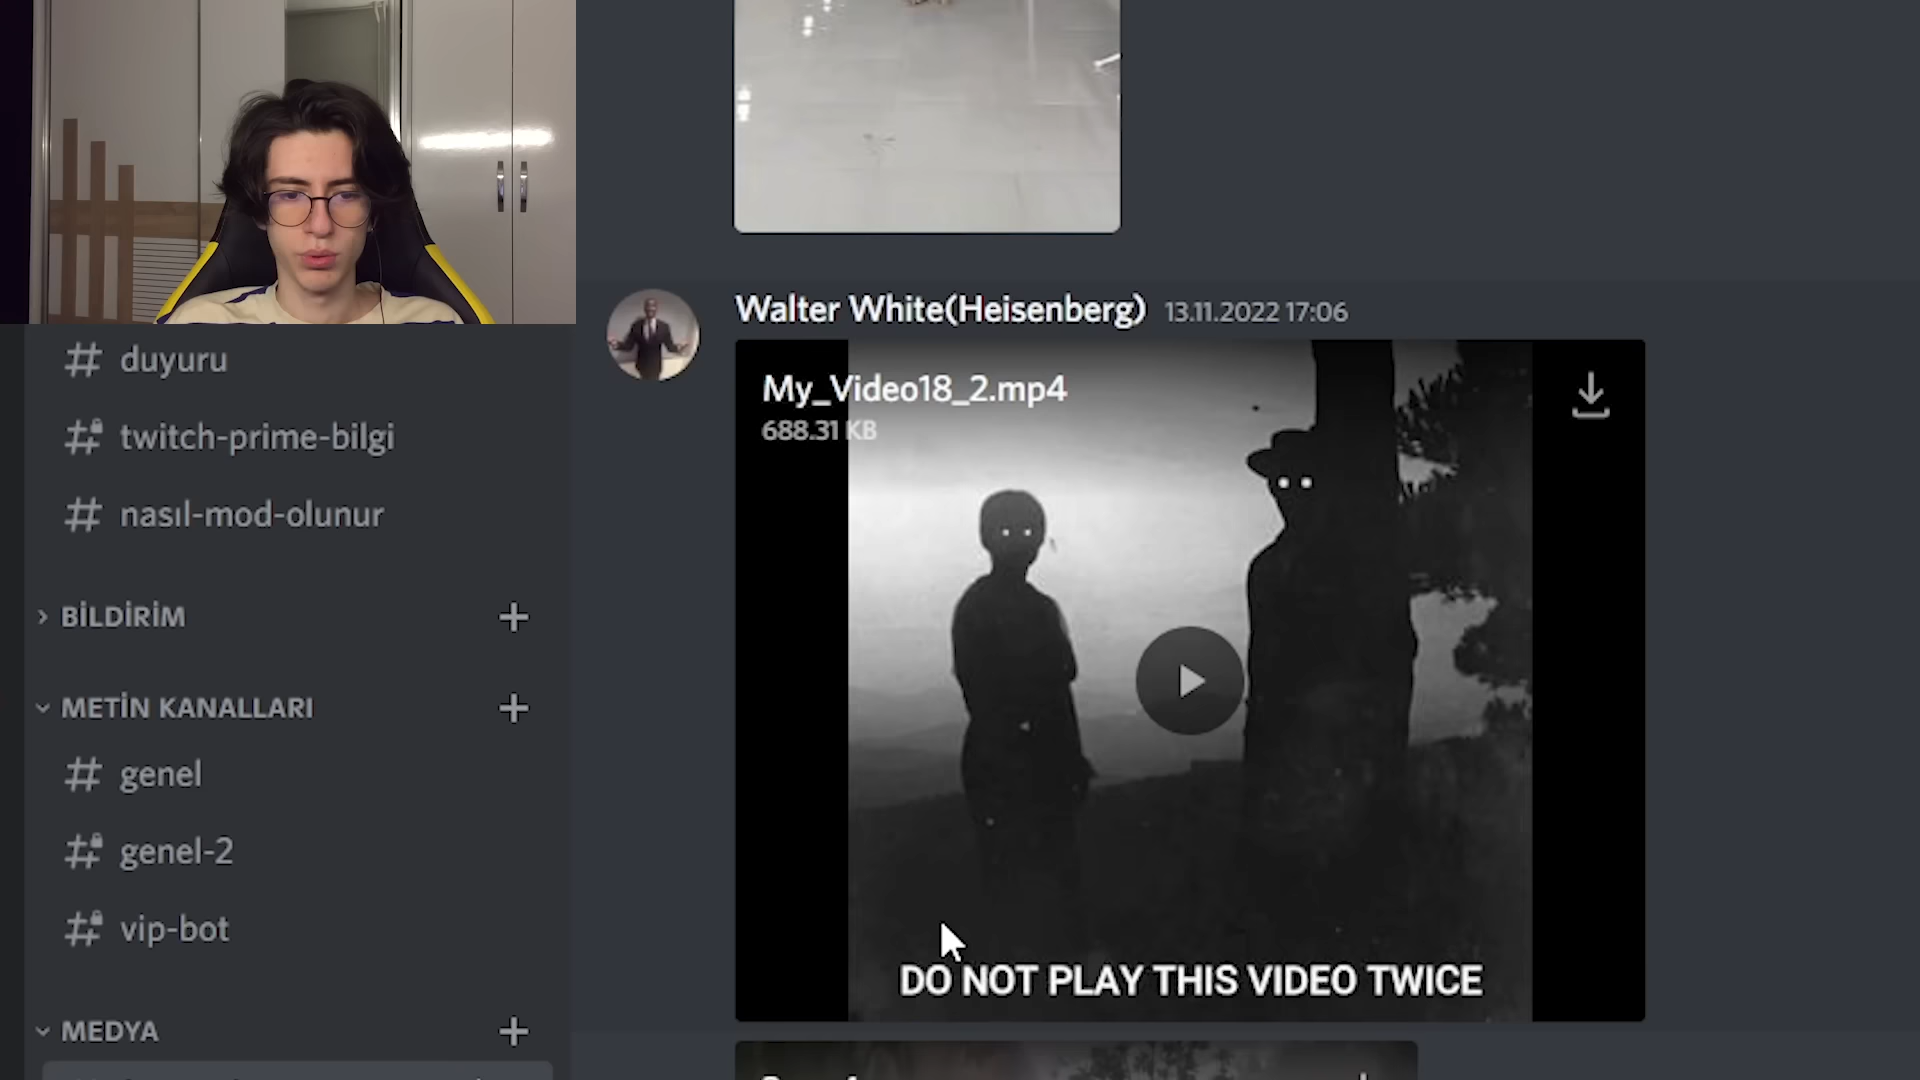 duyuru
twitch-prime-bilgi
nasıl-mod-olunur
BİLDİRİM
METİN KANALLARI
genel
genel-2
vip-bot
MEDYA
Walter White(Heisenberg) 13.11.2022 17:06
My_Video18_2.mp4
688.31 KB
DO NOT PLAY THIS VIDEO TWICE